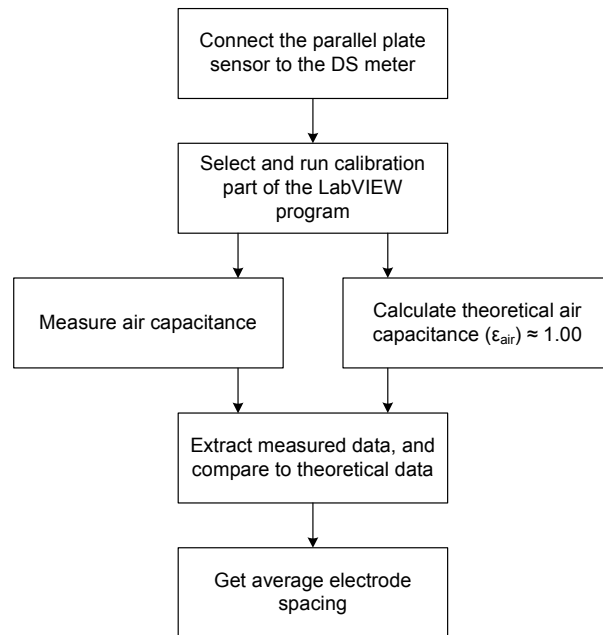 Connect the parallel plate
sensor to the DS meter
Select and run calibration
part of the LabVIEW
program
Measure air capacitance
Calculate theoretical air
capacitance (εair) ≈ 1.00
Extract measured data, and
compare to theoretical data
Get average electrode
spacing